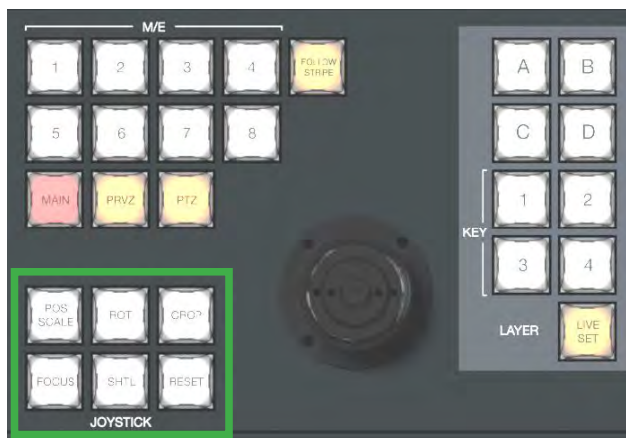 M/E
1 2 3 4 FOLLOW STRIPE
5 6 7 8
MAIN PRVZ PTZ
POS SCALE ROT CROP
FOCUS SHTL RESET
JOYSTICK
A B
C D
KEY
1 2
3 4
LAYER LIVE SET